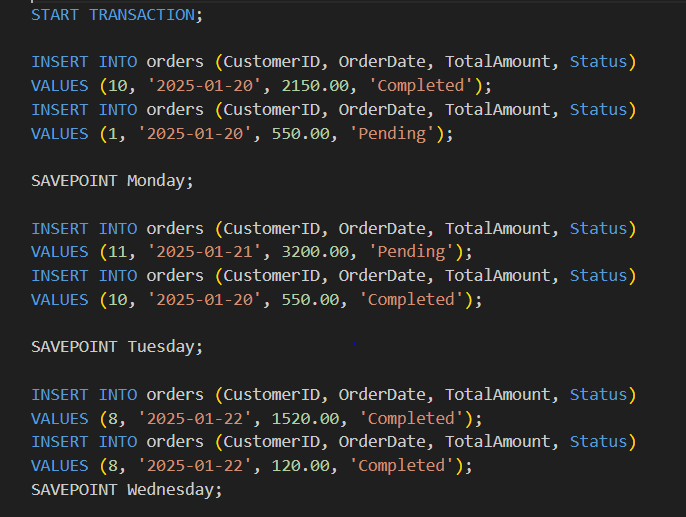 START TRANSACTION;
INSERT INTO orders (CustomerID, OrderDate, TotalAmount, Status)
VALUES (10, '2025-01-20', 2150.00, 'Completed');
INSERT INTO orders (CustomerID, OrderDate, TotalAmount, Status)
VALUES (1, '2025-01-20', 550.00, 'Pending');
SAVEPOINT Monday;
INSERT INTO orders (CustomerID, OrderDate, TotalAmount, Status)
VALUES (11, '2025-01-21', 3200.00, 'Pending');
INSERT INTO orders (CustomerID, OrderDate, TotalAmount, Status)
VALUES (10, '2025-01-20', 550.00, 'Completed');
SAVEPOINT Tuesday;
INSERT INTO orders (CustomerID, OrderDate, TotalAmount, Status)
VALUES (8, '2025-01-22', 1520.00, 'Completed');
INSERT INTO orders (CustomerID, OrderDate, TotalAmount, Status)
VALUES (8, '2025-01-22', 120.00, 'Completed');
SAVEPOINT Wednesday;